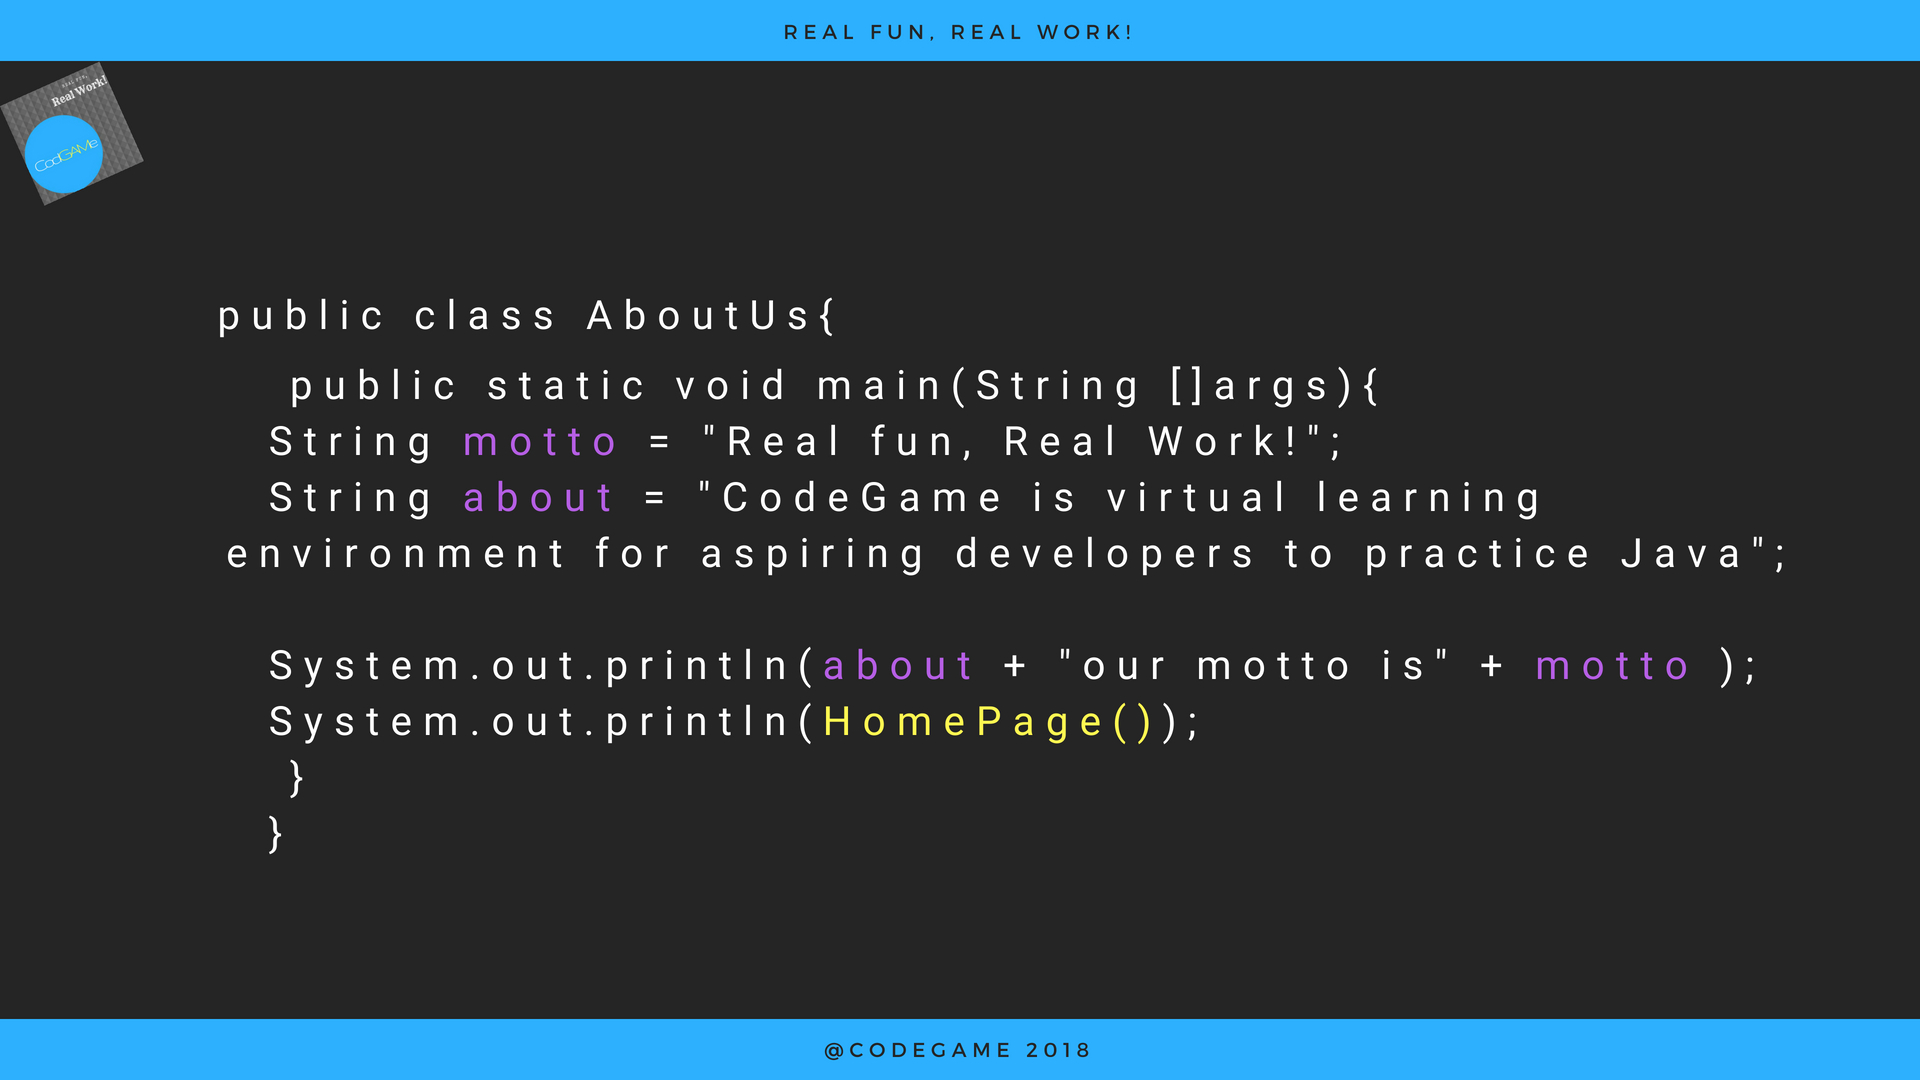 REAL FUN, REAL WORK!
Real Work!
CodGAMe
public class AboutUs{
public static void main(String []args){
String motto = "Real fun, Real Work!";
String about = "CodeGame is virtual learning
environment for aspiring developers to practice Java";
System.out.println(about + "our motto is" + motto );
System.out.println(HomePage());
}
}
@CODEGAME 2018